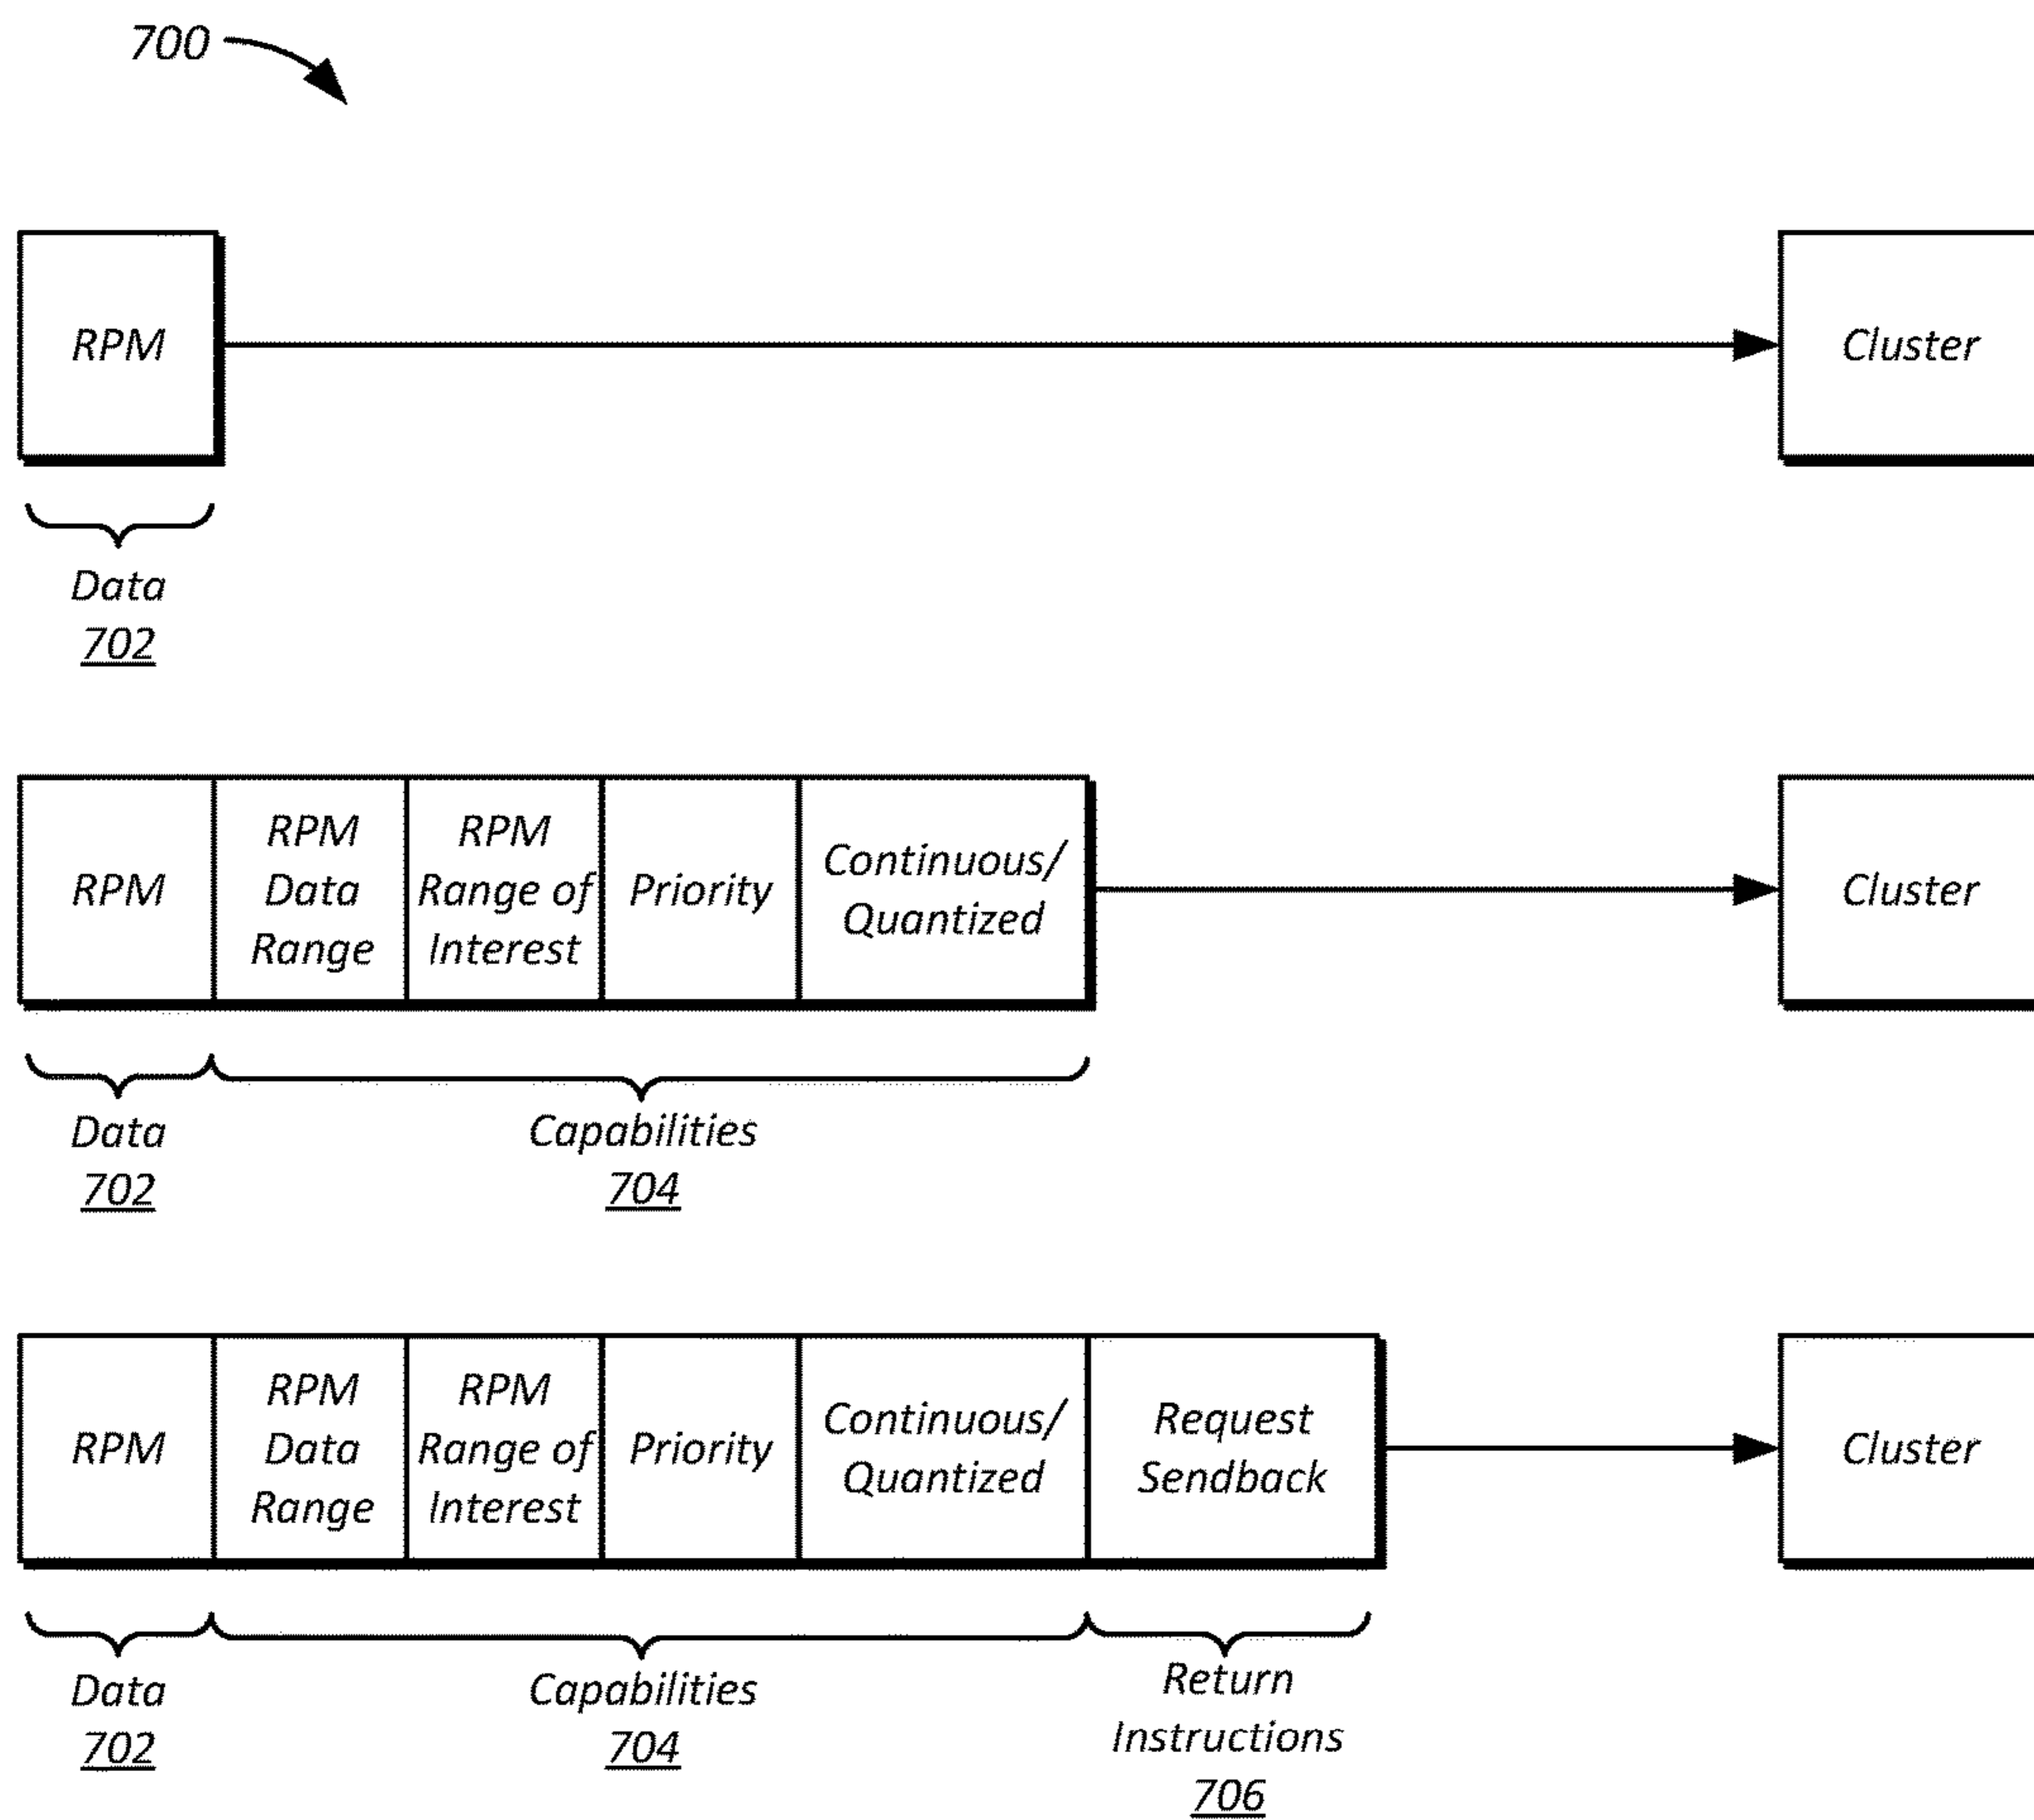 700
RPM
Cluster
Data
702
RPM
RPM
Data
Range
RPM
Range of
Interest
Priority
Continuous/
Quantized
Cluster
Data
702
Capabilities
704
RPM
RPM
Data
Range
RPM
Range of
Interest
Priority
Continuous/
Quantized
Request
Sendback
Cluster
Data
702
Capabilities
704
Return
Instructions
706